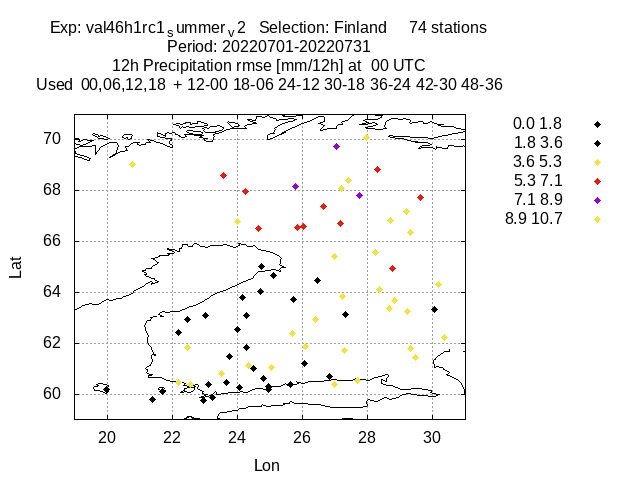 Exp: val46h1rc1summerv2   Selection: Finland     74 stations
Period: 20220701-20220731
12h Precipitation rmse [mm/12h] at  00 UTC
Used  00,06,12,18  + 12-00 18-06 24-12 30-18 36-24 42-30 48-36
0.0 1.8
1.8 3.6
3.6 5.3
5.3 7.1
7.1 8.9
8.9 10.7
70
68
66
64
62
60
Lat
20 22 24 26 28 30
Lon